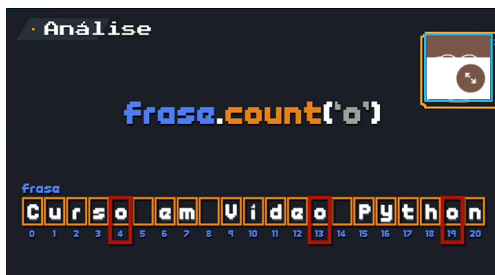 · Análise
frase.count('o')
frase
Curso em Vídeo Python
0 1 2 3 4 5 6 7 8 9 10 11 12 13 14 15 16 17 18 19 20